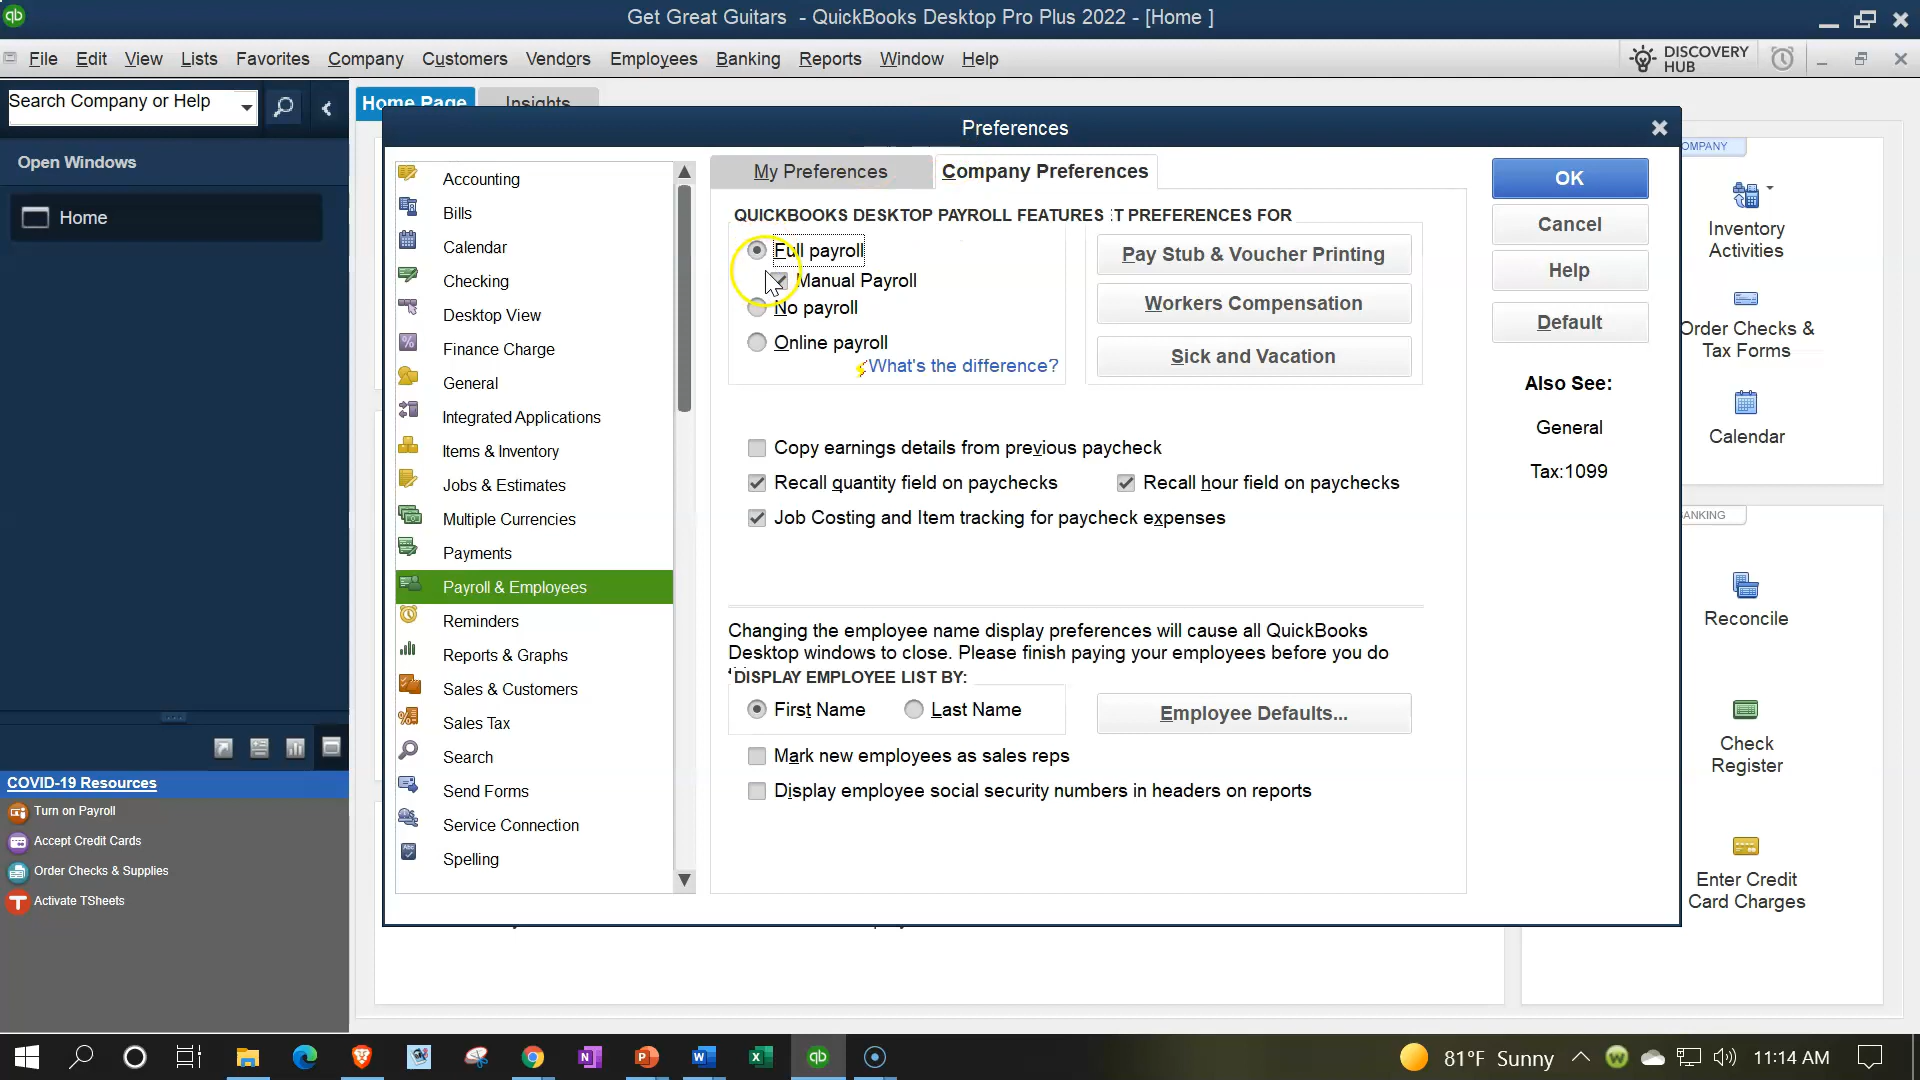 Get Great Guitars - QuickBooks Desktop Pro Plus 2022 - [Home ]
File Edit View Lists Favorites Company Customers Vendors Employees Banking Reports Window Help
DISCOVERY
HUB
Search Company or Help
Home Page
Insights
Open Windows
Home
Preferences
Accounting
Bills
Calendar
Checking
Desktop View
Finance Charge
General
Integrated Applications
Items & Inventory
Jobs & Estimates
Multiple Currencies
Payments
Payroll & Employees
Reminders
Reports & Graphs
Sales & Customers
Sales Tax
Search
Send Forms
Service Connection
Spelling
My Preferences
Company Preferences
QUICKBOOKS DESKTOP PAYROLL FEATURES
T PREFERENCES FOR
Full payroll
Manual Payroll
No payroll
Online payroll
What's the difference?
Pay Stub & Voucher Printing
Workers Compensation
Sick and Vacation
Copy earnings details from previous paycheck
Recall quantity field on paychecks
Recall hour field on paychecks
Job Costing and Item tracking for paycheck expenses
Changing the employee name display preferences will cause all QuickBooks
Desktop windows to close. Please finish paying your employees before you do
DISPLAY EMPLOYEE LIST BY:
First Name
Last Name
Employee Defaults...
Mark new employees as sales reps
Display employee social security numbers in headers on reports
OK
Cancel
Help
Default
Also See:
General
Tax:1099
OMPANY
Inventory
Activities
Order Checks &
Tax Forms
Calendar
ANKING
Reconcile
Check
Register
Enter Credit
Card Charges
COVID-19 Resources
Turn on Payroll
Accept Credit Cards
Order Checks & Supplies
Activate TSheets
81°F Sunny
11:14 AM